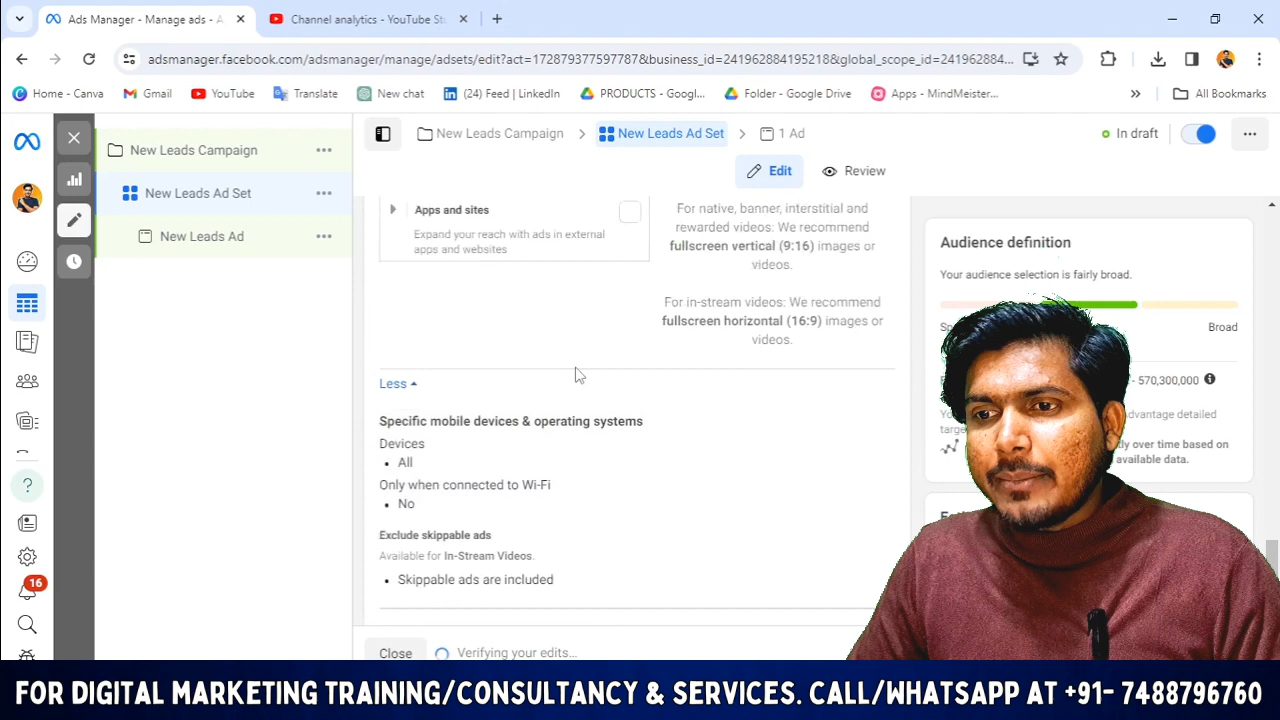 Ads Manager - Manage ads - A
Channel analytics - YouTube St
adsmanager.facebook.com/adsmanager/manage/adsets/edit?act=1728793775977877&business_id=241962884195218&global_scope_id=241962884...
Home - Canva
Gmail
YouTube
Translate
New chat
(24) Feed | LinkedIn
PRODUCTS - Googl...
Folder - Google Drive
Apps - MindMeister...
All Bookmarks
New Leads Campaign
New Leads Ad Set
New Leads Ad
16
New Leads Campaign
New Leads Ad Set
1 Ad
In draft
Edit
Review
Apps and sites
Expand your reach with ads in external
apps and websites
For native, banner, interstitial and
rewarded videos: We recommend
fullscreen vertical (9:16) images or
videos.
For in-stream videos: We recommend
fullscreen horizontal (16:9) images or
videos.
Less
Specific mobile devices & operating systems
Devices
All
Only when connected to Wi-Fi
No
Exclude skippable ads
Available for In-Stream Videos.
Skippable ads are included
Close
Verifying your edits...
Audience definition
Your audience selection is fairly broad.
Broad
- 570,300,000
dvantage detailed
ly over time based on
available data.
FOR DIGITAL MARKETING TRAINING/CONSULTANCY & SERVICES. CALL/WHATSAPP AT +91- 7488796760